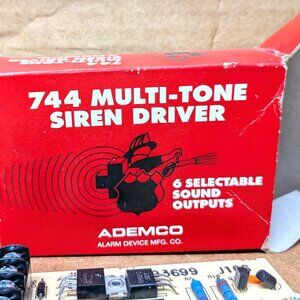 744 MULTI-TONE
SIREN DRIVER
6 SELECTABLE
SOUND
OUTPUTS
ADEMCO
ALARM DEVICE MFG. CO.